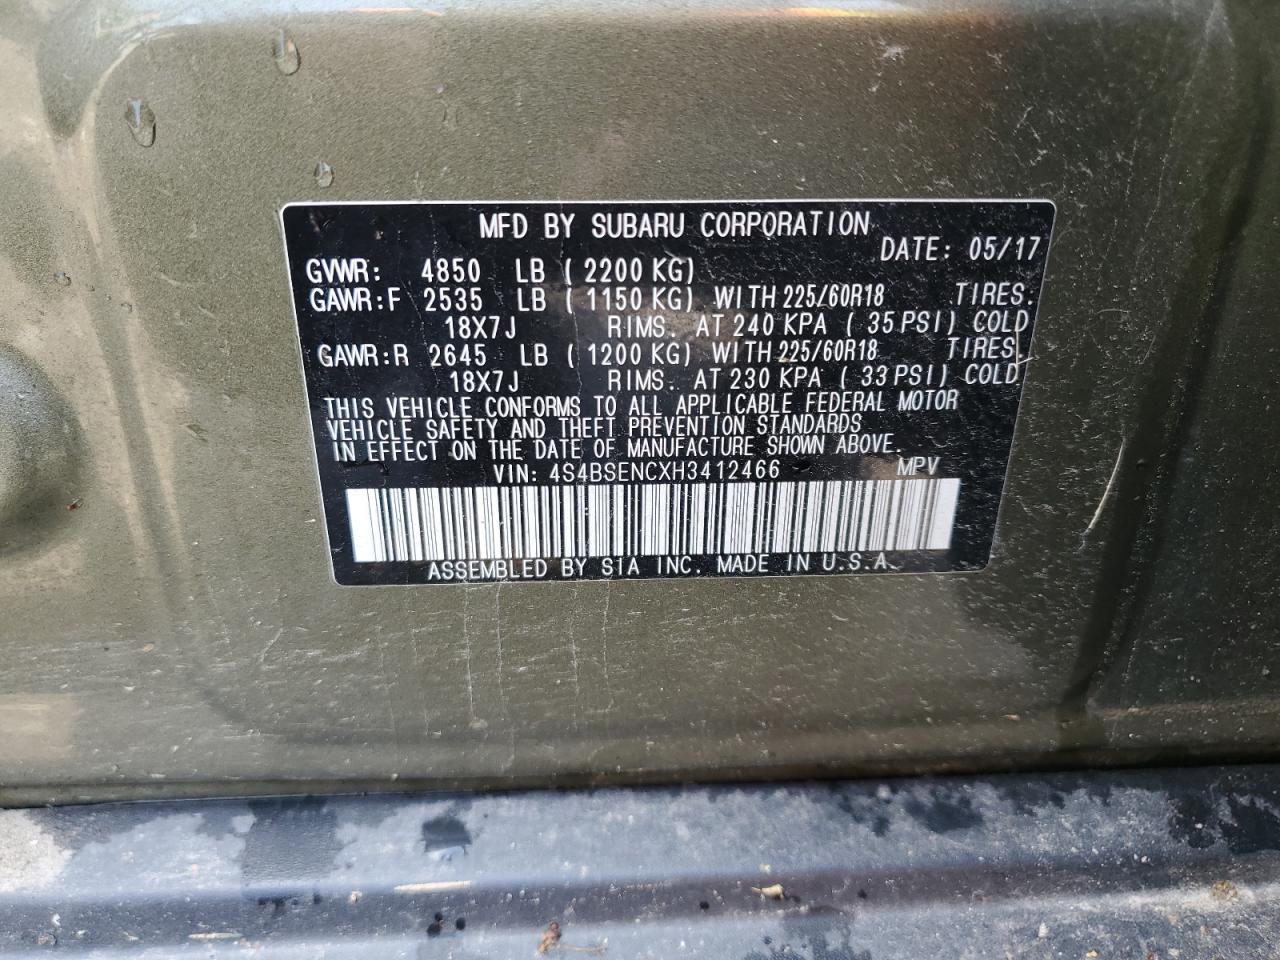 MFD BY SUBARU CORPORATION
DATE: 05/17
GVWR: 4850 LB ( 2200 KG)
GAWR:F 2535 LB ( 1150 KG) WITH 225/60R18 TIRES.
18X7J RIMS. AT 240 KPA ( 35 PSI) COLD
GAWR:R 2645 LB ( 1200 KG) WITH 225/60R18 TIRES.
18X7J RIMS. AT 230 KPA ( 33 PSI) COLD
THIS VEHICLE CONFORMS TO ALL APPLICABLE FEDERAL MOTOR
VEHICLE SAFETY AND THEFT PREVENTION STANDARDS
IN EFFECT ON THE DATE OF MANUFACTURE SHOWN ABOVE.
VIN: 4S4BSENCXH3412466 MPV
ASSEMBLED BY SIA INC. MADE IN U.S.A.